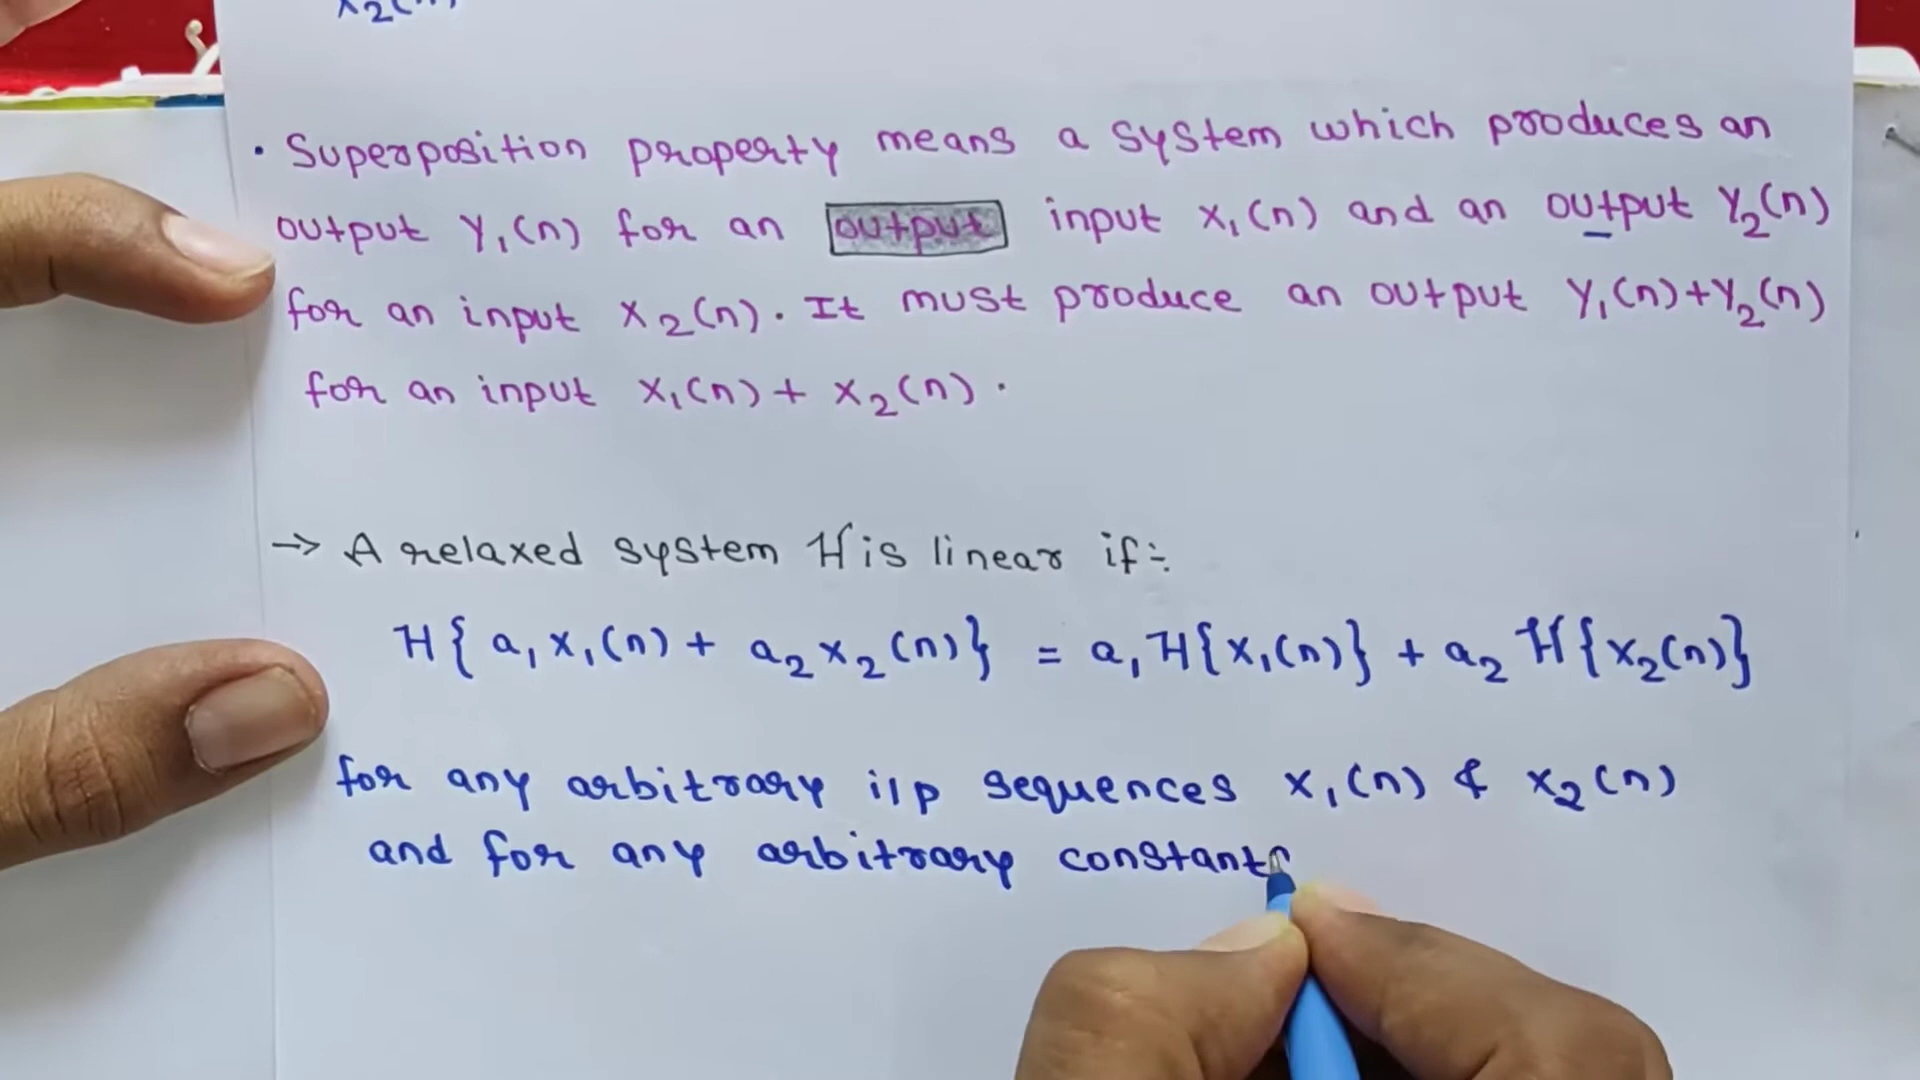 x2(n)
• Superposition property means a system which produces an
output y1(n) for an output input x1(n) and an output y2(n)
for an input x2(n). It must produce an output y1(n)+y2(n)
for an input x1(n) + x2(n).
→ A relaxed system H is linear if:-
H{a1x1(n) + a2x2(n)} = a1H{x1(n)} + a2H{x2(n)}
for any arbitrary i/p sequences x1(n) & x2(n)
and for any arbitrary constants